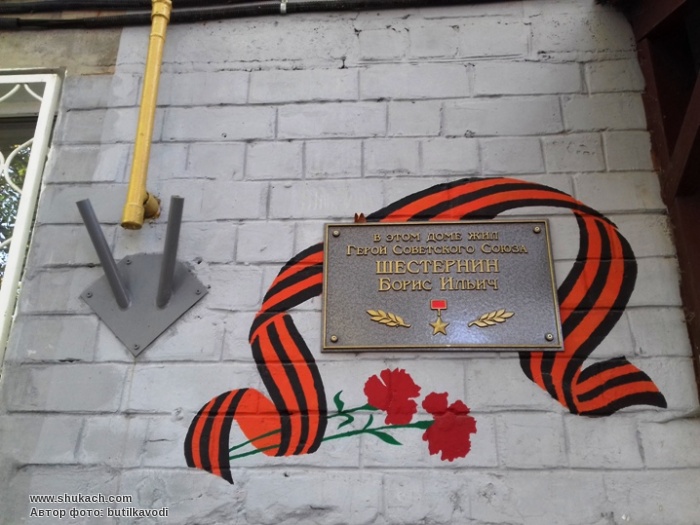 В ЭТОМ ДОМЕ ЖИЛ
ГЕРОЙ СОВЕТСКОГО СОЮЗА
ШЕСТЕРНИН
БОРИС ИЛЬИЧ
www.shukach.com
Автор фото: butilkavodi